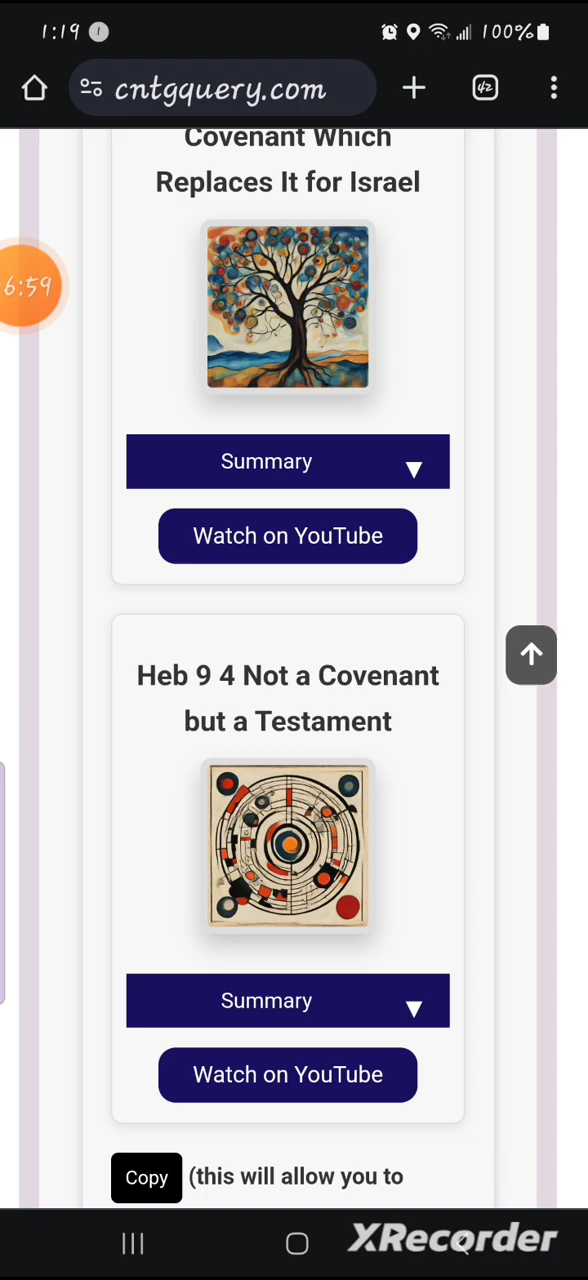 1:19
100%
cntgquery.com
42
Covenant Which
Replaces It for Israel
6:59
Summary
Watch on YouTube
Heb 9 4 Not a Covenant
but a Testament
Summary
Watch on YouTube
Copy (this will allow you to
XRecorder